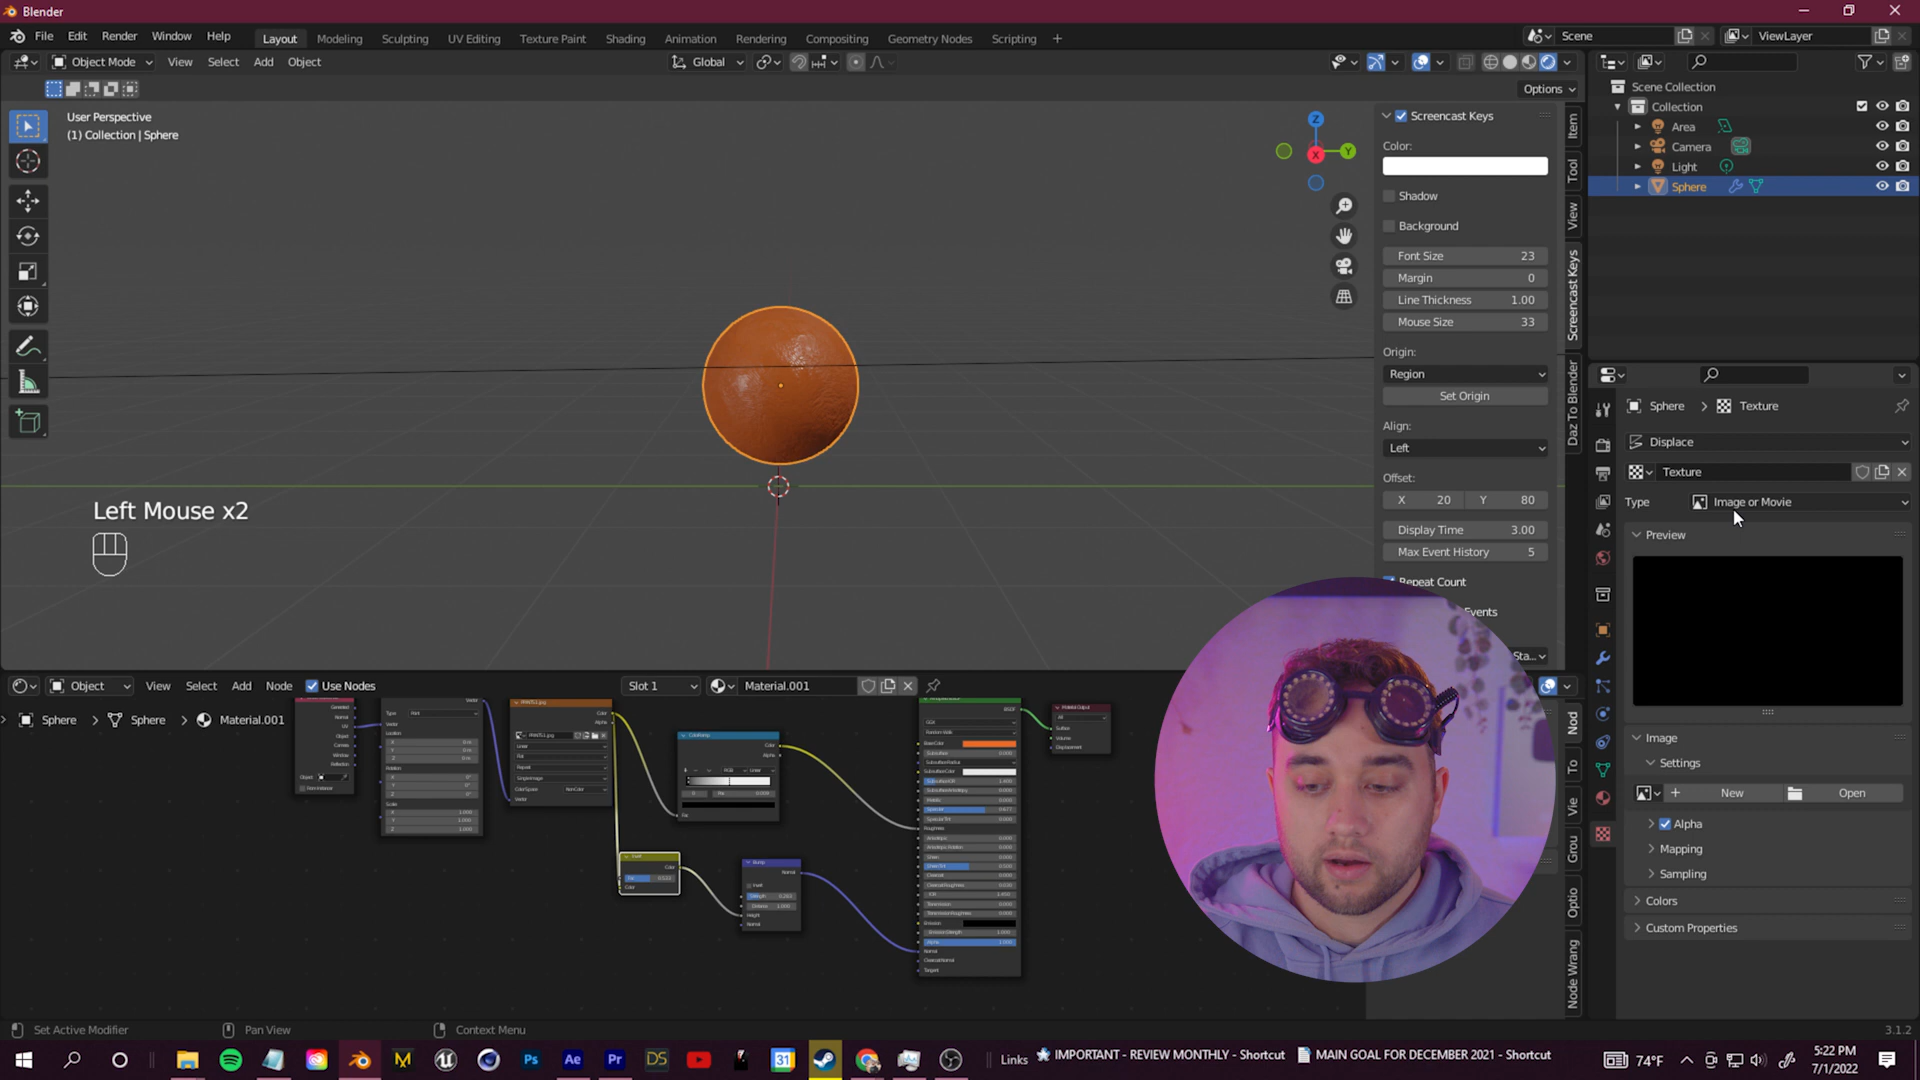 Blender
File Edit Render Window Help
Layout Modeling Sculpting UV Editing Texture Paint Shading Animation Rendering Compositing Geometry Nodes Scripting +
Scene
ViewLayer
Object Mode View Select Add Object
Global
Options
User Perspective
(1) Collection | Sphere
Z
Y
X
Left Mouse x2
Screencast Keys
Color:
Shadow
Background
Font Size 23
Margin 0
Line Thickness 1.00
Mouse Size 33
Origin:
Region
Set Origin
Align:
Left
Offset:
X 20 Y 80
Display Time 3.00
Max Event History 5
Repeat Count
Events
Sta...
Item
Tool
View
Screencast Keys
Daz To Blender
Scene Collection
Collection
Area
Camera
Light
Sphere
Sphere > Texture
Displace
Texture
Type Image or Movie
Preview
Image
Settings
New Open
Alpha
Mapping
Sampling
Colors
Custom Properties
Object View Select Add Node Use Nodes Slot 1 Material.001
Sphere > Sphere > Material.001
Nod
To
Vie
Grou
Optio
Node Wrang
Set Active Modifier Pan View Context Menu 3.1.2
Links IMPORTANT - REVIEW MONTHLY - Shortcut MAIN GOAL FOR DECEMBER 2021 - Shortcut
74°F
5:22 PM
7/1/2022